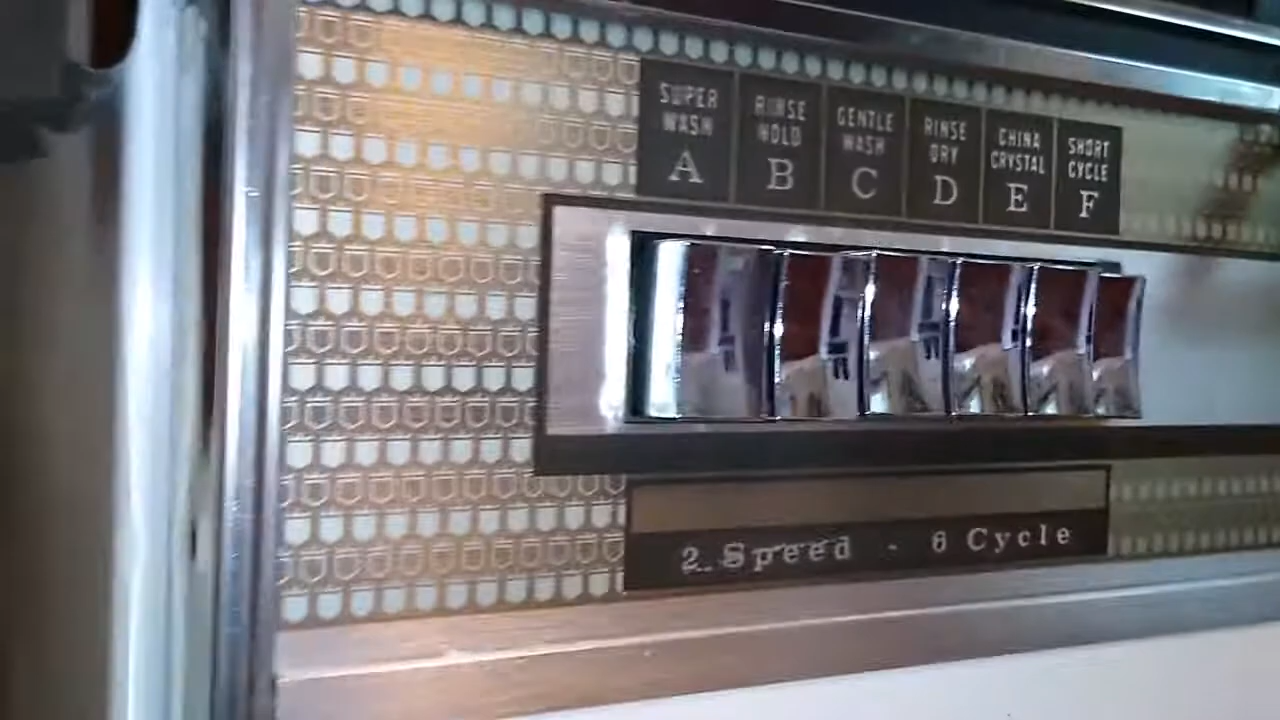 SUPER
WASH
A
RINSE
HOLD
B
GENTLE
WASH
C
RINSE
DRY
D
CHINA
CRYSTAL
E
SHORT
CYCLE
F
2 Speed - 6 Cycle